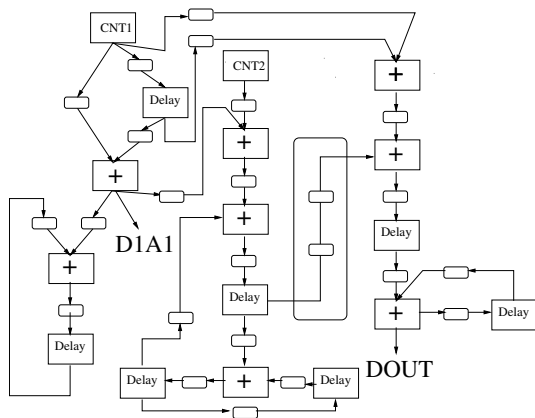 CNT1
CNT2
+
Delay
+
+
+
D1A1
+
Delay
+
Delay
+
Delay
Delay
DOUT
Delay
+
Delay